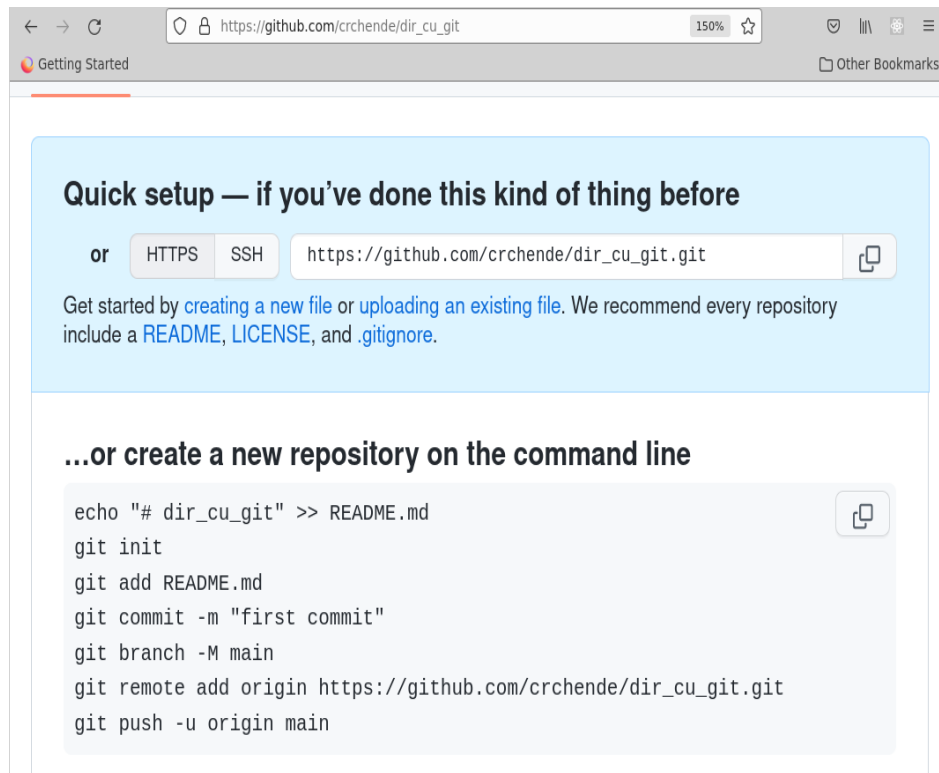 https://github.com/crchende/dir_cu_git
150%
Getting Started
Other Bookmarks
Quick setup — if you’ve done this kind of thing before
or HTTPS SSH https://github.com/crchende/dir_cu_git.git
Get started by creating a new file or uploading an existing file. We recommend every repository
include a README, LICENSE, and .gitignore.
…or create a new repository on the command line
echo "# dir_cu_git" >> README.md
git init
git add README.md
git commit -m "first commit"
git branch -M main
git remote add origin https://github.com/crchende/dir_cu_git.git
git push -u origin main